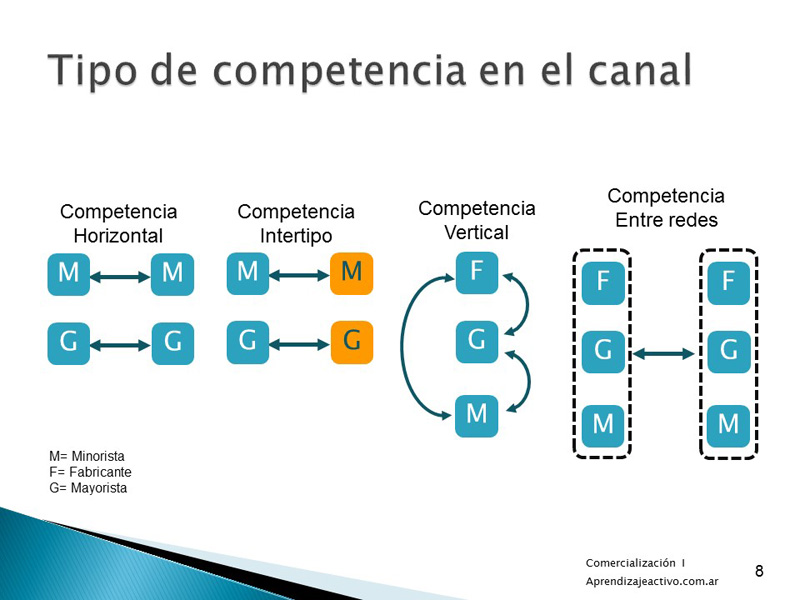 Tipo de competencia en el canal
Competencia
Horizontal
M M
G G
Competencia
Intertipo
M M
G G
Competencia
Vertical
F
G
M
Competencia
Entre redes
F F
G G
M M
M= Minorista
F= Fabricante
G= Mayorista
Comercialización I
Aprendizajeactivo.com.ar
8